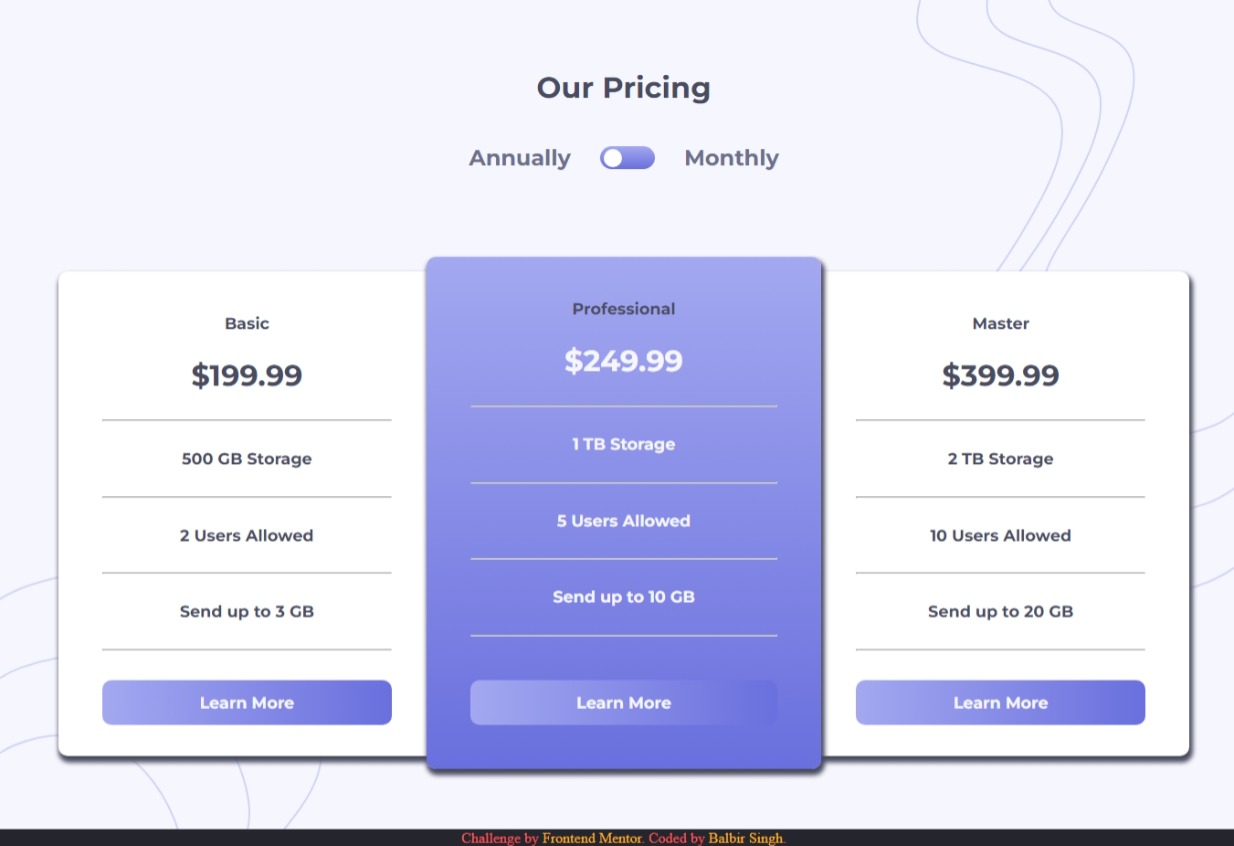 Our Pricing
Annually
Monthly
Basic
$199.99
500 GB Storage
2 Users Allowed
Send up to 3 GB
Learn More
Professional
$249.99
1 TB Storage
5 Users Allowed
Send up to 10 GB
Learn More
Master
$399.99
2 TB Storage
10 Users Allowed
Send up to 20 GB
Learn More
Challenge by Frontend Mentor. Coded by Balbir Singh.